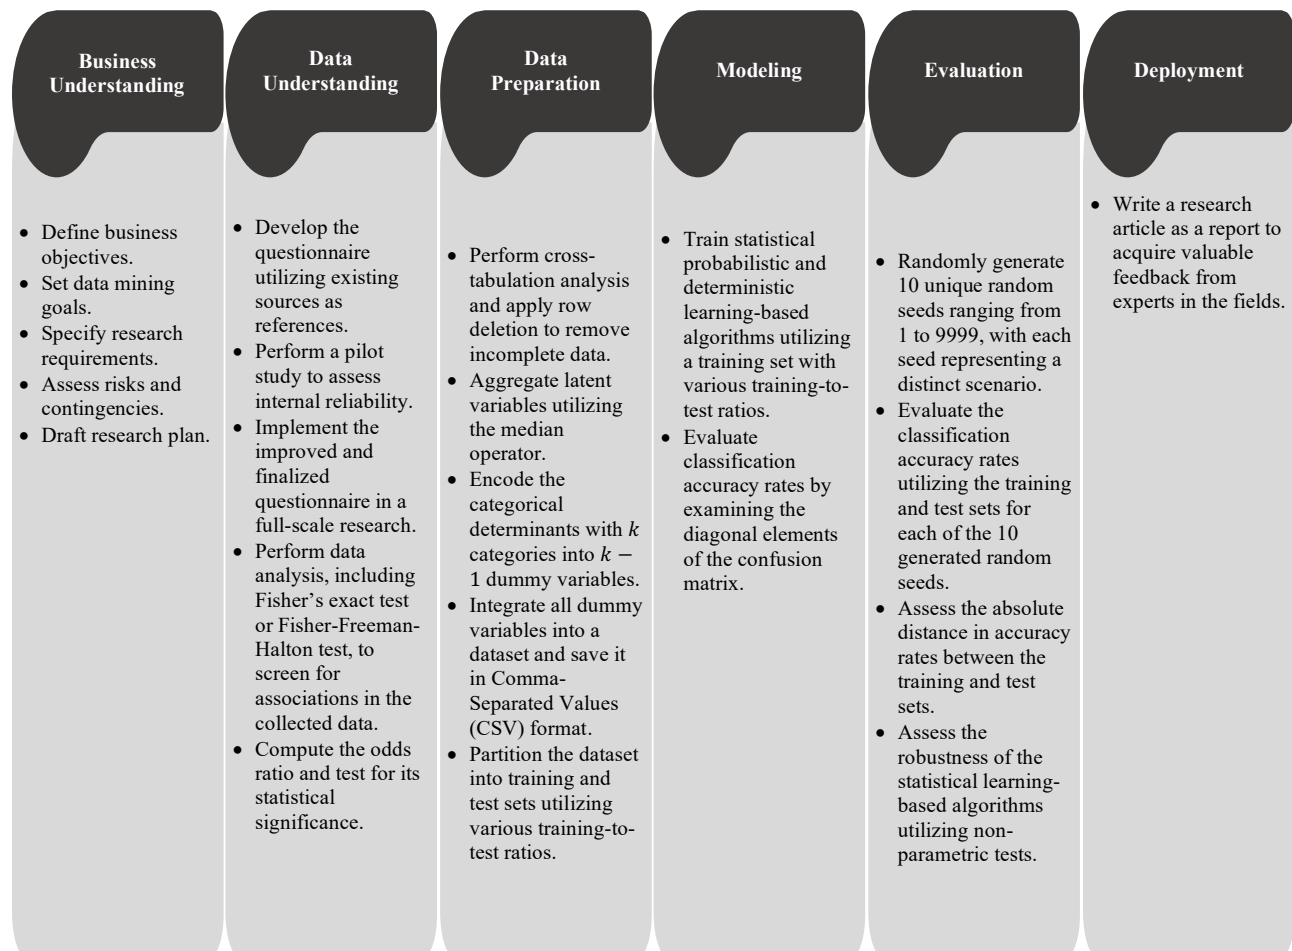 Business
Understanding
• Define business
objectives.
• Set data mining
goals.
• Specify research
requirements.
• Assess risks and
contingencies.
• Draft research plan.
Data
Understanding
• Develop the
questionnaire
utilizing existing
sources as
references.
• Perform a pilot
study to assess
internal reliability.
• Implement the
improved and
finalized
questionnaire in a
full-scale research.
• Perform data
analysis, including
Fisher’s exact test
or Fisher-Freeman-
Halton test, to
screen for
associations in the
collected data.
• Compute the odds
ratio and test for its
statistical
significance.
Data
Preparation
• Perform cross-
tabulation analysis
and apply row
deletion to remove
incomplete data.
• Aggregate latent
variables utilizing
the median
operator.
• Encode the
categorical
determinants with k
categories into k −
1 dummy variables.
• Integrate all dummy
variables into a
dataset and save it
in Comma-
Separated Values
(CSV) format.
• Partition the dataset
into training and
test sets utilizing
various training-to-
test ratios.
Modeling
• Train statistical
probabilistic and
deterministic
learning-based
algorithms utilizing
a training set with
various training-to-
test ratios.
• Evaluate
classification
accuracy rates by
examining the
diagonal elements
of the confusion
matrix.
Evaluation
• Randomly generate
10 unique random
seeds ranging from
1 to 9999, with each
seed representing a
distinct scenario.
• Evaluate the
classification
accuracy rates
utilizing the training
and test sets for
each of the 10
generated random
seeds.
• Assess the absolute
distance in accuracy
rates between the
training and test
sets.
• Assess the
robustness of the
statistical learning-
based algorithms
utilizing non-
parametric tests.
Deployment
• Write a research
article as a report to
acquire valuable
feedback from
experts in the fields.